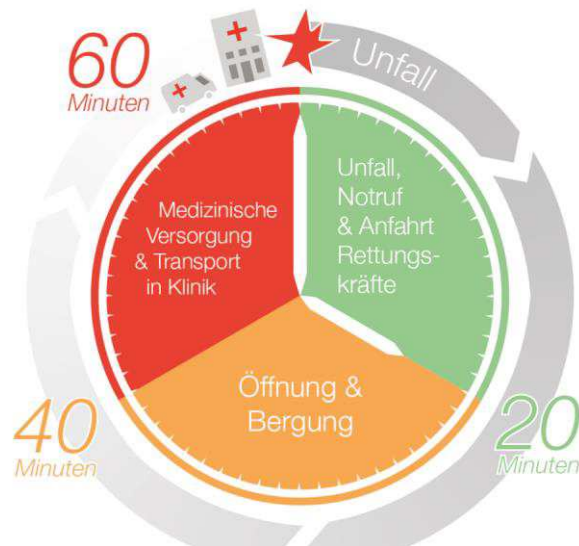 Unfall
60
Minuten
Unfall,
Notruf
& Anfahrt
Rettungs-
kräfte
Medizinische
Versorgung
& Transport
in Klinik
Öffnung &
Bergung
40
Minuten
20
Minuten